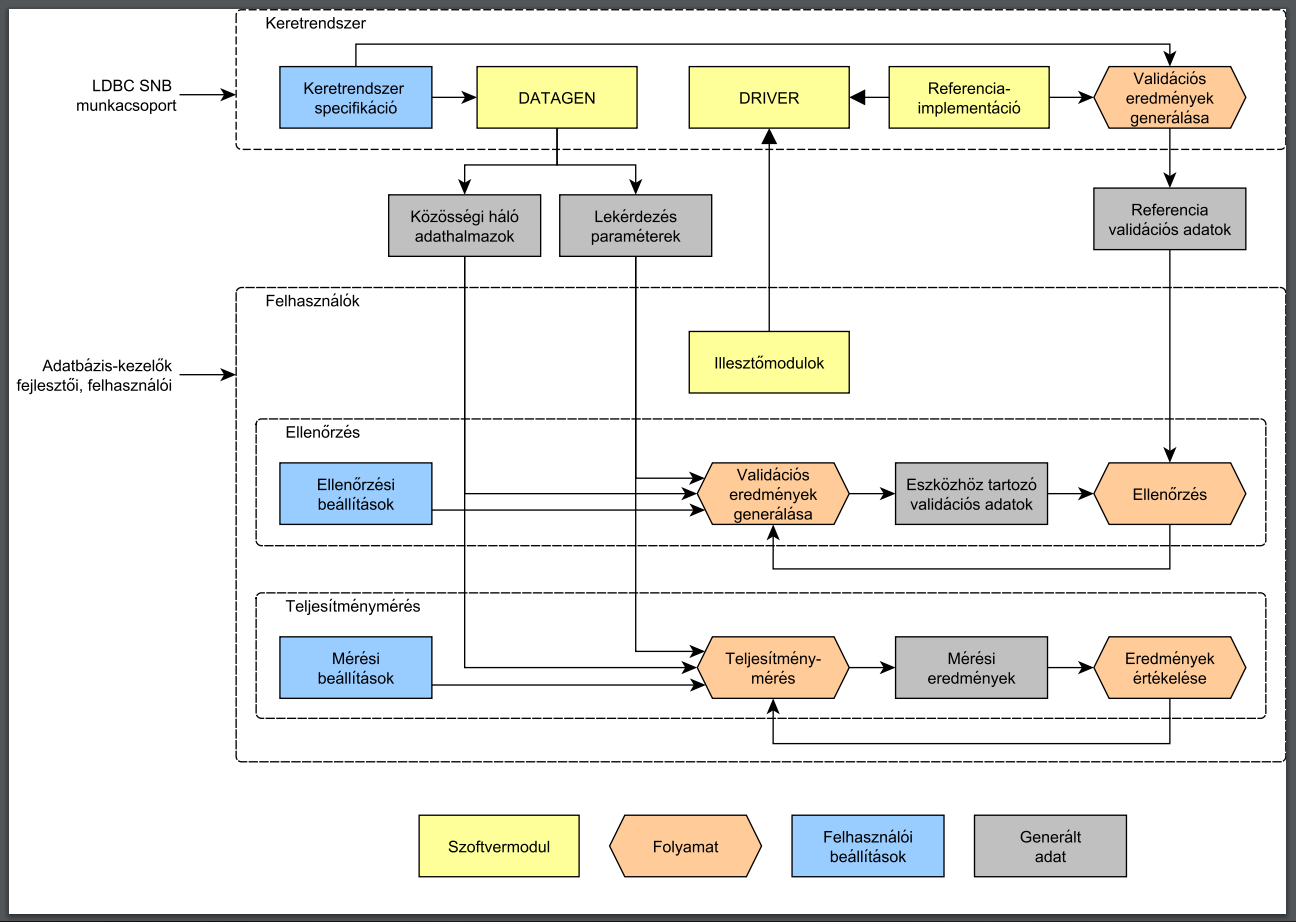 Keretrendszer
LDBC SNB
munkacsoport
Keretrendszer
specifikáció
DATAGEN
DRIVER
Referencia-
implementáció
Validációs
eredmények
generálása
Közösségi háló
adathalmazok
Lekérdezés
paraméterek
Referencia
validációs adatok
Felhasználók
Adatbázis-kezelők
fejlesztői, felhasználói
Illesztőmodulok
Ellenőrzés
Ellenőrzési
beállítások
Validációs
eredmények
generálása
Eszközhöz tartozó
validációs adatok
Ellenőrzés
Teljesítménymérés
Mérési
beállítások
Teljesítmény-
mérés
Mérési
eredmények
Eredmények
értékelése
Szoftvermodul
Folyamat
Felhasználói
beállítások
Generált
adat